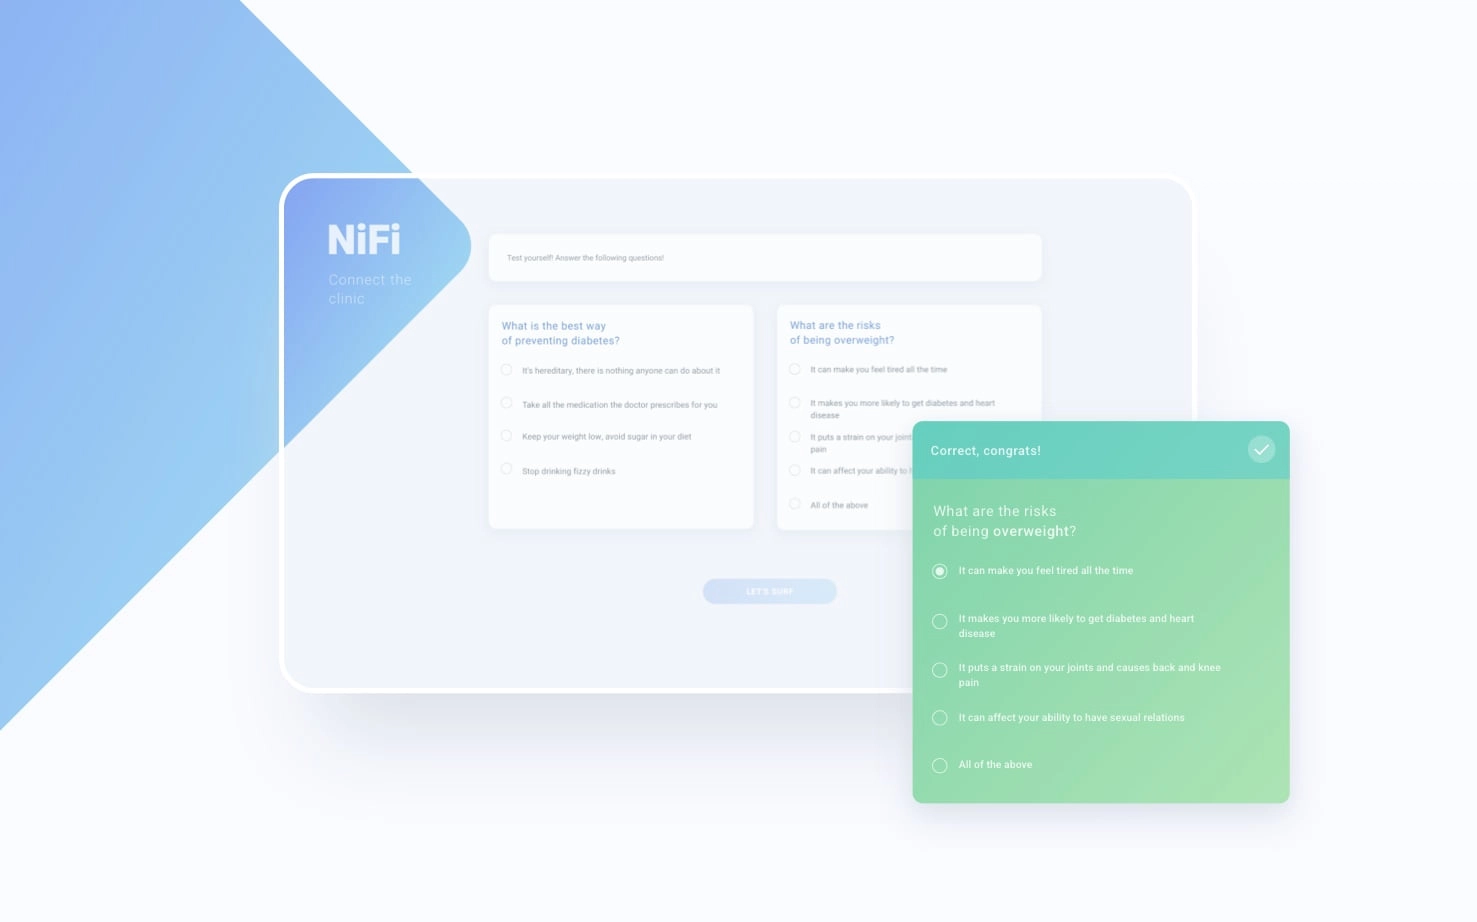 NiFi
Connect the
clinic
Test yourself! Answer the following questions!
What is the best way
of preventing diabetes?
It's hereditary, there is nothing anyone can do about it
Take all the medication the doctor prescribes for you
Keep your weight low, avoid sugar in your diet
Stop drinking fizzy drinks
What are the risks
of being overweight?
It can make you feel tired all the time
It makes you more likely to get diabetes and heart
disease
It puts a strain on your joint
pain
It can affect your ability to
All of the above
LET'S SURF
Correct, congrats!
What are the risks
of being overweight?
It can make you feel tired all the time
It makes you more likely to get diabetes and heart
disease
It puts a strain on your joints and causes back and knee
pain
It can affect your ability to have sexual relations
All of the above